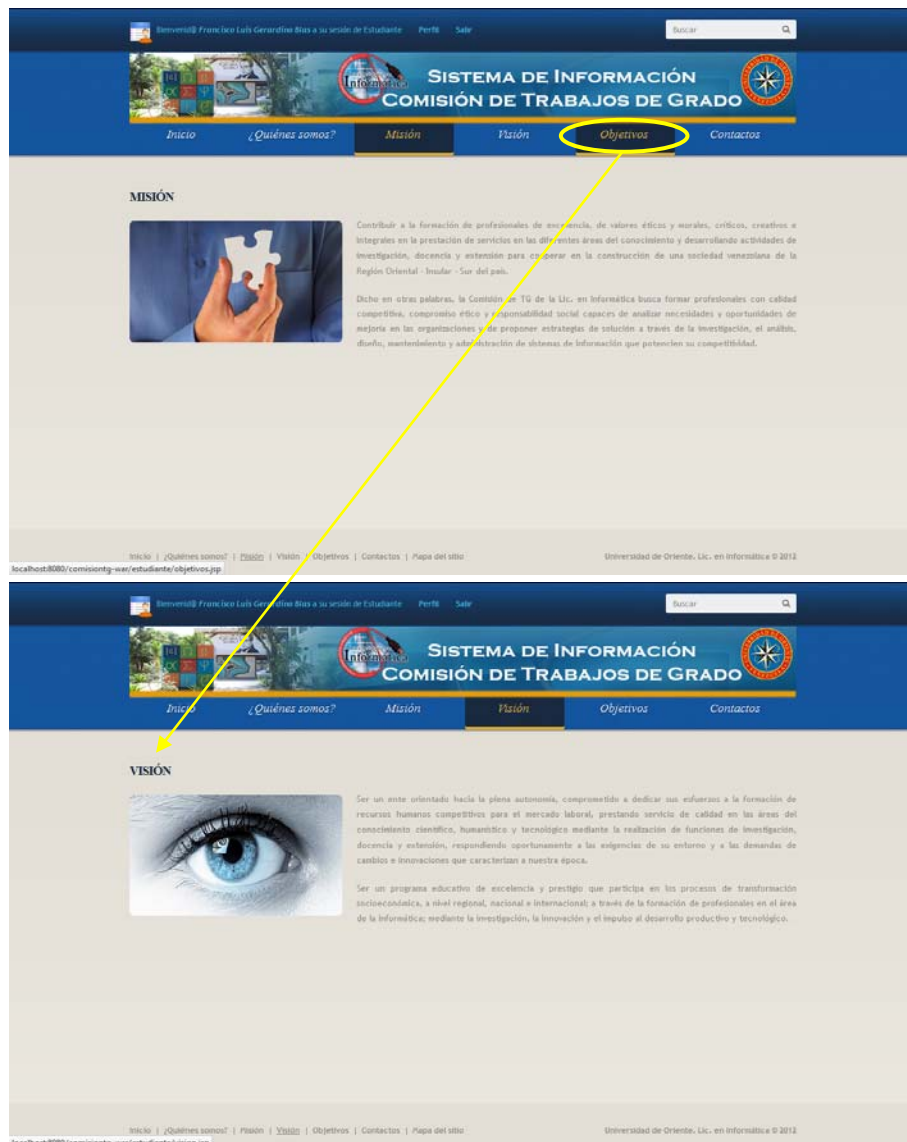 Bienvenid@ Francisco Luis Gerardino Blas a su sesión de Estudiante Perfil Salir
Buscar
Informática
SISTEMA DE INFORMACIÓN
COMISIÓN DE TRABAJOS DE GRADO
Inicio ¿Quiénes somos? Misión Visión Objetivos Contactos
MISIÓN
Contribuir a la formación de profesionales de excelencia, de valores éticos y morales, críticos, creativos e
integrales en la prestación de servicios en las diferentes áreas del conocimiento y desarrollando actividades de
investigación, docencia y extensión para cooperar en la construcción de una sociedad venezolana de la
Región Oriental - Insular - Sur del país.
Dicho en otras palabras, la Comisión de TG de la Lic. en Informática busca formar profesionales con calidad
competitiva, compromiso ético y responsabilidad social capaces de analizar necesidades y oportunidades de
mejoría en las organizaciones y de proponer estrategias de solución a través de la investigación, el análisis,
diseño, mantenimiento y administración de sistemas de información que potencien su competitividad.
Inicio | ¿Quiénes somos? | Misión | Visión | Objetivos | Contactos | Mapa del sitio
Universidad de Oriente. Lic. en Informática © 2012
localhost:8080/comisiontg-war/estudiante/objetivos.jsp
Bienvenid@ Francisco Luis Gerardino Blas a su sesión de Estudiante Perfil Salir
Buscar
Informática
SISTEMA DE INFORMACIÓN
COMISIÓN DE TRABAJOS DE GRADO
Inicio ¿Quiénes somos? Misión Visión Objetivos Contactos
VISIÓN
Ser un ente orientado hacia la plena autonomía, comprometido a dedicar sus esfuerzos a la formación de
recursos humanos competitivos para el mercado laboral, prestando servicio de calidad en las áreas del
conocimiento científico, humanístico y tecnológico mediante la realización de funciones de investigación,
docencia y extensión, respondiendo oportunamente a las exigencias de su entorno y a las demandas de
cambios e innovaciones que caracterizan a nuestra época.
Ser un programa educativo de excelencia y prestigio que participa en los procesos de transformación
socioeconómica, a nivel regional, nacional e internacional; a través de la formación de profesionales en el área
de la Informática; mediante la investigación, la innovación y el impulso al desarrollo productivo y tecnológico.
Inicio | ¿Quiénes somos? | Misión | Visión | Objetivos | Contactos | Mapa del sitio
Universidad de Oriente. Lic. en Informática © 2012